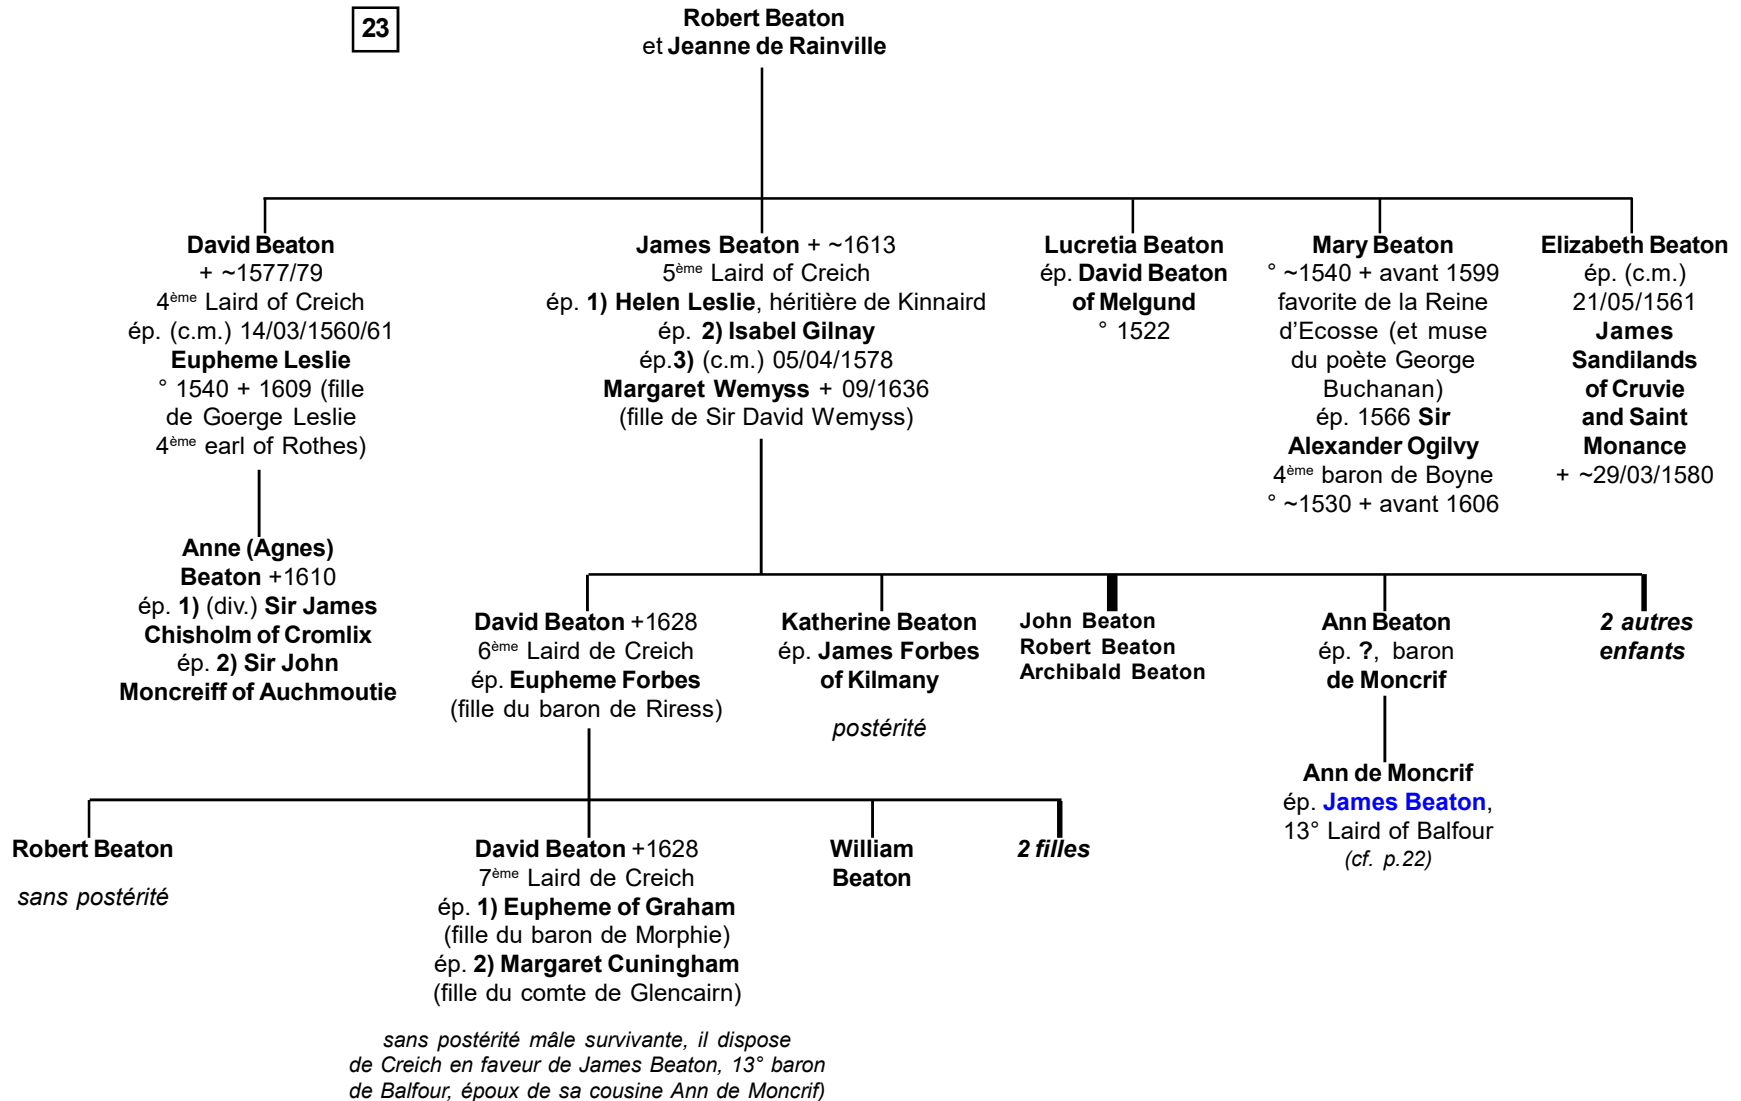 23
Robert Beaton
et Jeanne de Rainville
David Beaton
+ ~1577/79
4ème Laird of Creich
ép. (c.m.) 14/03/1560/61
Eupheme Leslie
° 1540 + 1609 (fille
de Goerge Leslie
4ème earl of Rothes)
James Beaton + ~1613
5ème Laird of Creich
ép. 1) Helen Leslie, héritière de Kinnaird
ép. 2) Isabel Gilnay
ép.3) (c.m.) 05/04/1578
Margaret Wemyss + 09/1636
(fille de Sir David Wemyss)
Lucretia Beaton
ép. David Beaton
of Melgund
° 1522
Mary Beaton
° ~1540 + avant 1599
favorite de la Reine
d'Ecosse (et muse
du poète George
Buchanan)
ép. 1566 Sir
Alexander Ogilvy
4ème baron de Boyne
° ~1530 + avant 1606
Elizabeth Beaton
ép. (c.m.)
21/05/1561
James
Sandilands
of Cruvie
and Saint
Monance
+ ~29/03/1580
Anne (Agnes)
Beaton +1610
ép. 1) (div.) Sir James
Chisholm of Cromlix
ép. 2) Sir John
Moncreiff of Auchmoutie
David Beaton +1628
6ème Laird de Creich
ép. Eupheme Forbes
(fille du baron de Riress)
Katherine Beaton
ép. James Forbes
of Kilmany
postérité
John Beaton
Robert Beaton
Archibald Beaton
Ann Beaton
ép. ?, baron
de Moncrif
2 autres
enfants
Ann de Moncrif
ép. James Beaton,
13° Laird of Balfour
(cf. p.22)
Robert Beaton
sans postérité
David Beaton +1628
7ème Laird de Creich
ép. 1) Eupheme of Graham
(fille du baron de Morphie)
ép. 2) Margaret Cuningham
(fille du comte de Glencairn)
sans postérité mâle survivante, il dispose
de Creich en faveur de James Beaton, 13° baron
de Balfour, époux de sa cousine Ann de Moncrif)
William
Beaton
2 filles